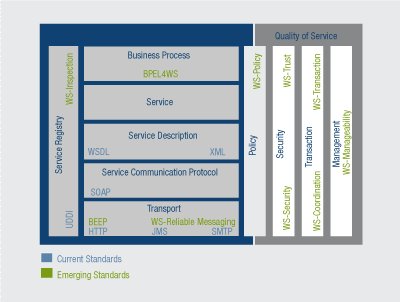 Quality of Service
Service Registry
WS-Inspection
UDDI
Business Process
BPEL4WS
Service
Service Description
WSDL XML
Service Communication Protocol
SOAP
Transport
BEEP WS-Reliable Messaging
HTTP JMS SMTP
Policy
WS-Policy
Security
WS-Trust
WS-Security
Transaction
WS-Transaction
WS-Coordination
Management
WS-Manageability
Current Standards
Emerging Standards